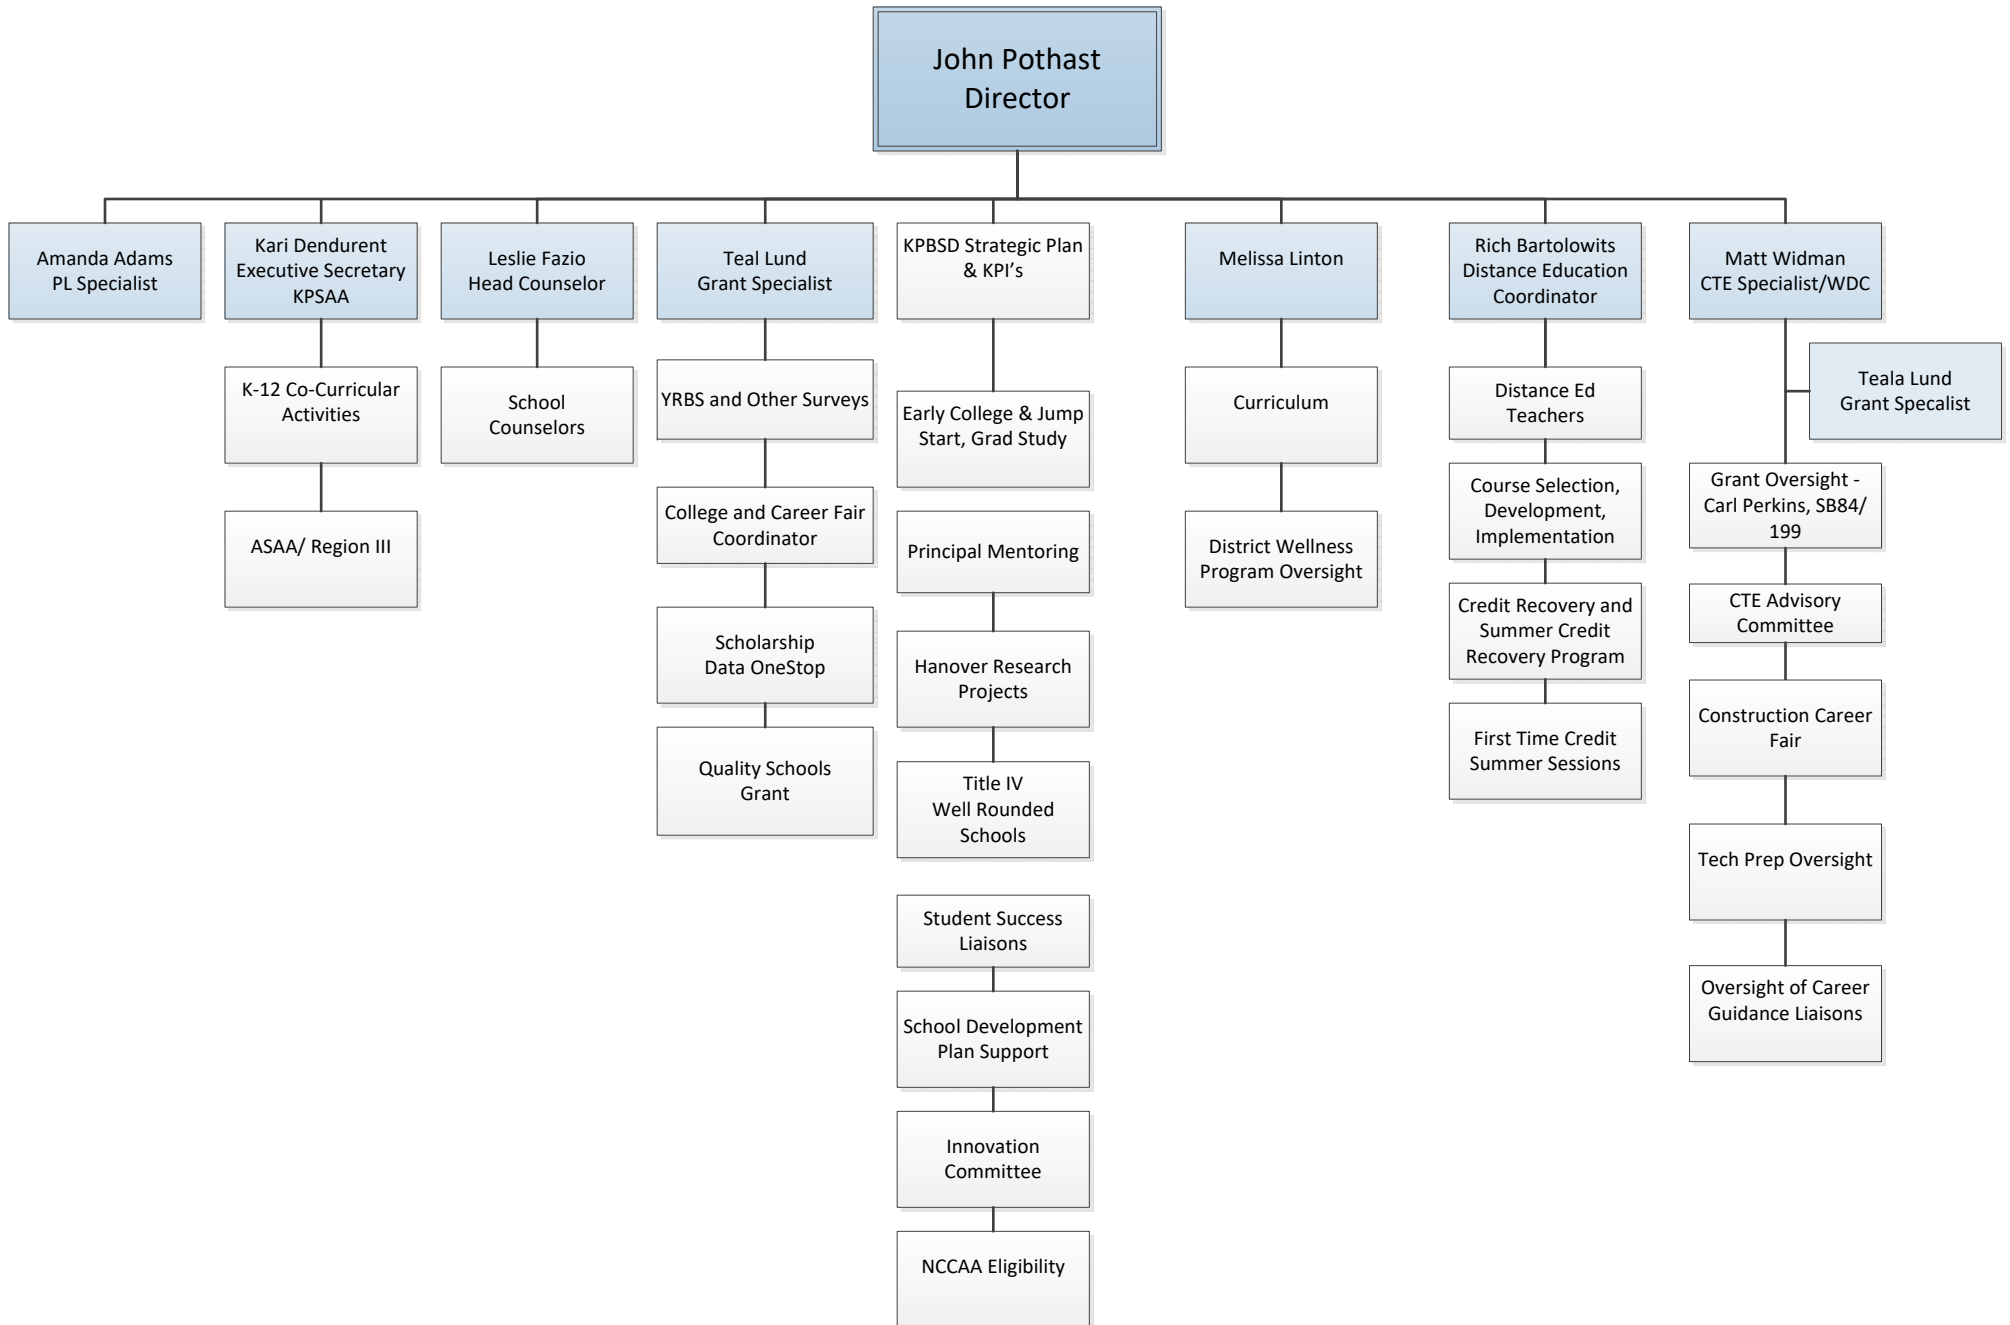 John Pothast
Director
Amanda Adams
PL Specialist
Kari Dendurent
Executive Secretary
KPSAA
K-12 Co-Curricular
Activities
ASAA/ Region III
Leslie Fazio
Head Counselor
School
Counselors
Teal Lund
Grant Specialist
YRBS and Other Surveys
College and Career Fair
Coordinator
Scholarship
Data OneStop
Quality Schools
Grant
KPBSD Strategic Plan
& KPI’s
Early College & Jump
Start, Grad Study
Principal Mentoring
Hanover Research
Projects
Title IV
Well Rounded
Schools
Student Success
Liaisons
School Development
Plan Support
Innovation
Committee
NCCAA Eligibility
Melissa Linton
Curriculum
District Wellness
Program Oversight
Rich Bartolowits
Distance Education
Coordinator
Distance Ed
Teachers
Course Selection,
Development,
Implementation
Credit Recovery and
Summer Credit
Recovery Program
First Time Credit
Summer Sessions
Matt Widman
CTE Specialist/WDC
Teala Lund
Grant Specalist
Grant Oversight -
Carl Perkins, SB84/
199
CTE Advisory
Committee
Construction Career
Fair
Tech Prep Oversight
Oversight of Career
Guidance Liaisons